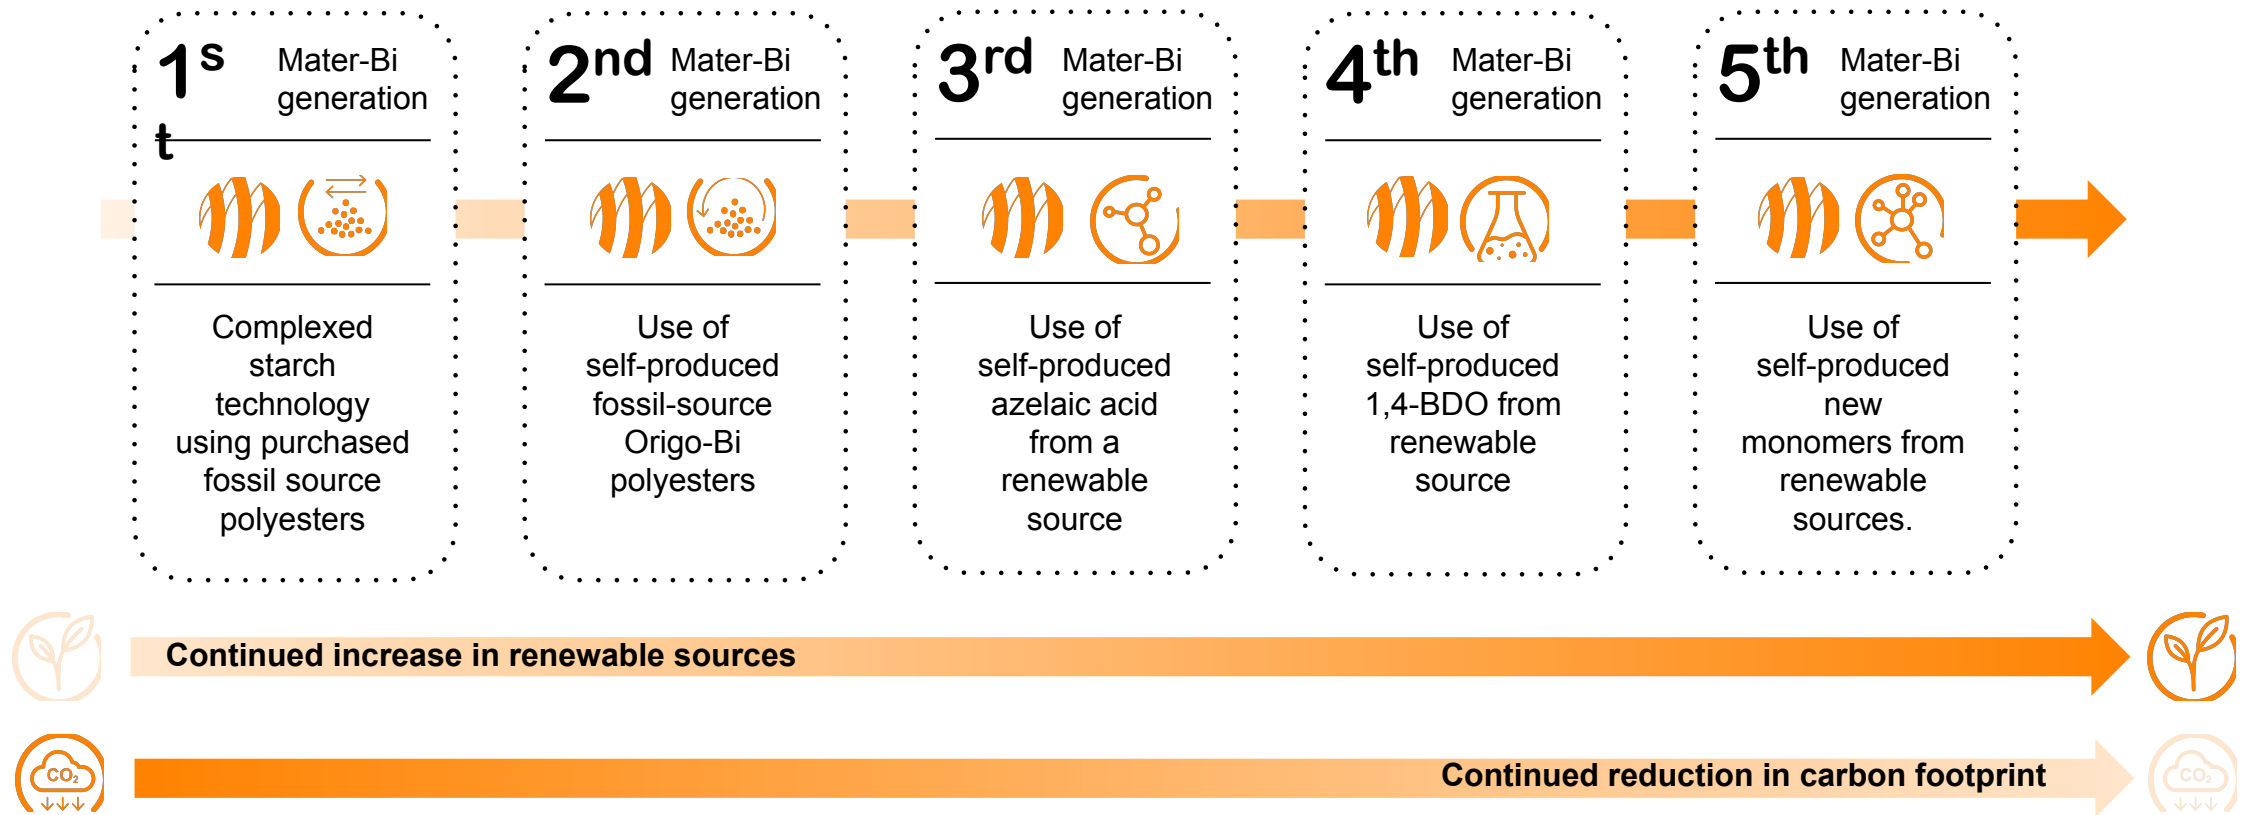 1st
Mater-Bi
generation
Complexed
starch
technology
using purchased
fossil source
polyesters
2nd
Mater-Bi
generation
Use of
self-produced
fossil-source
Origo-Bi
polyesters
3rd
Mater-Bi
generation
Use of
self-produced
azelaic acid
from a
renewable
source
4th
Mater-Bi
generation
Use of
self-produced
1,4-BDO from
renewable
source
5th
Mater-Bi
generation
Use of
self-produced
new
monomers from
renewable
sources.
Continued increase in renewable sources
CO₂
Continued reduction in carbon footprint
CO₂